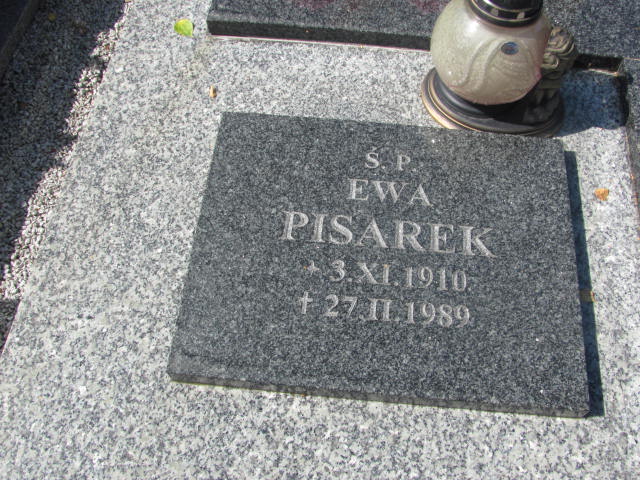 Ś. P.
EWA
PISAREK
* 3.XI.1910
† 27.II.1989